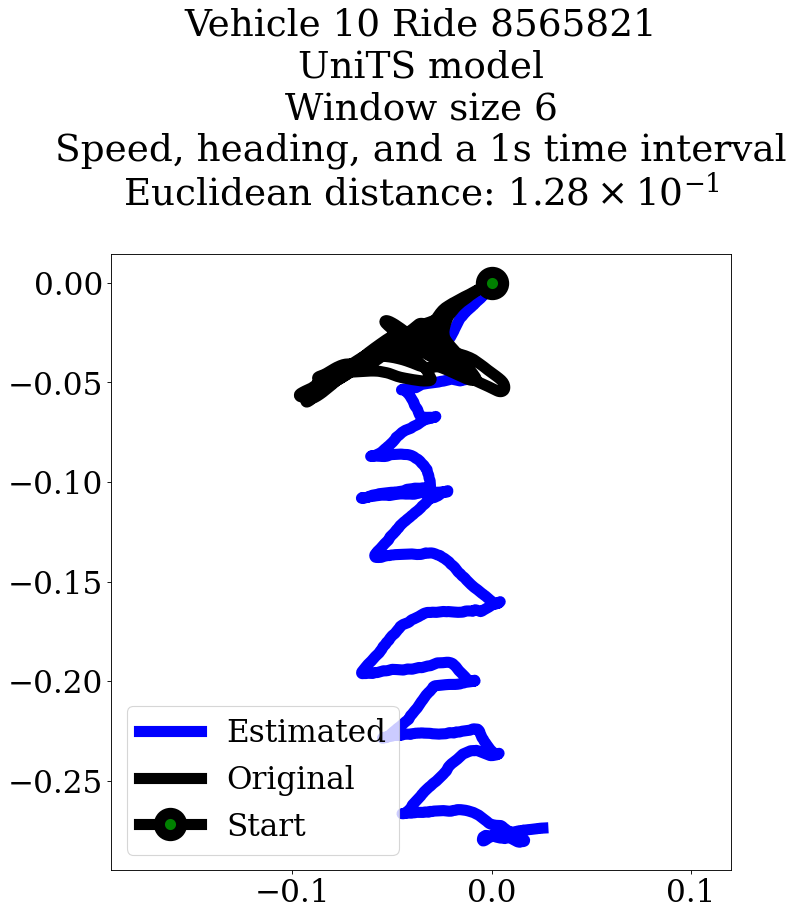 Vehicle 10 Ride 8565821
UniTS model
Window size 6
Speed, heading, and a 1s time interval
Euclidean distance: 1.28 × 10⁻¹
0.00
−0.05
−0.10
−0.15
−0.20
−0.25
Estimated
Original
Start
−0.1
0.0
0.1